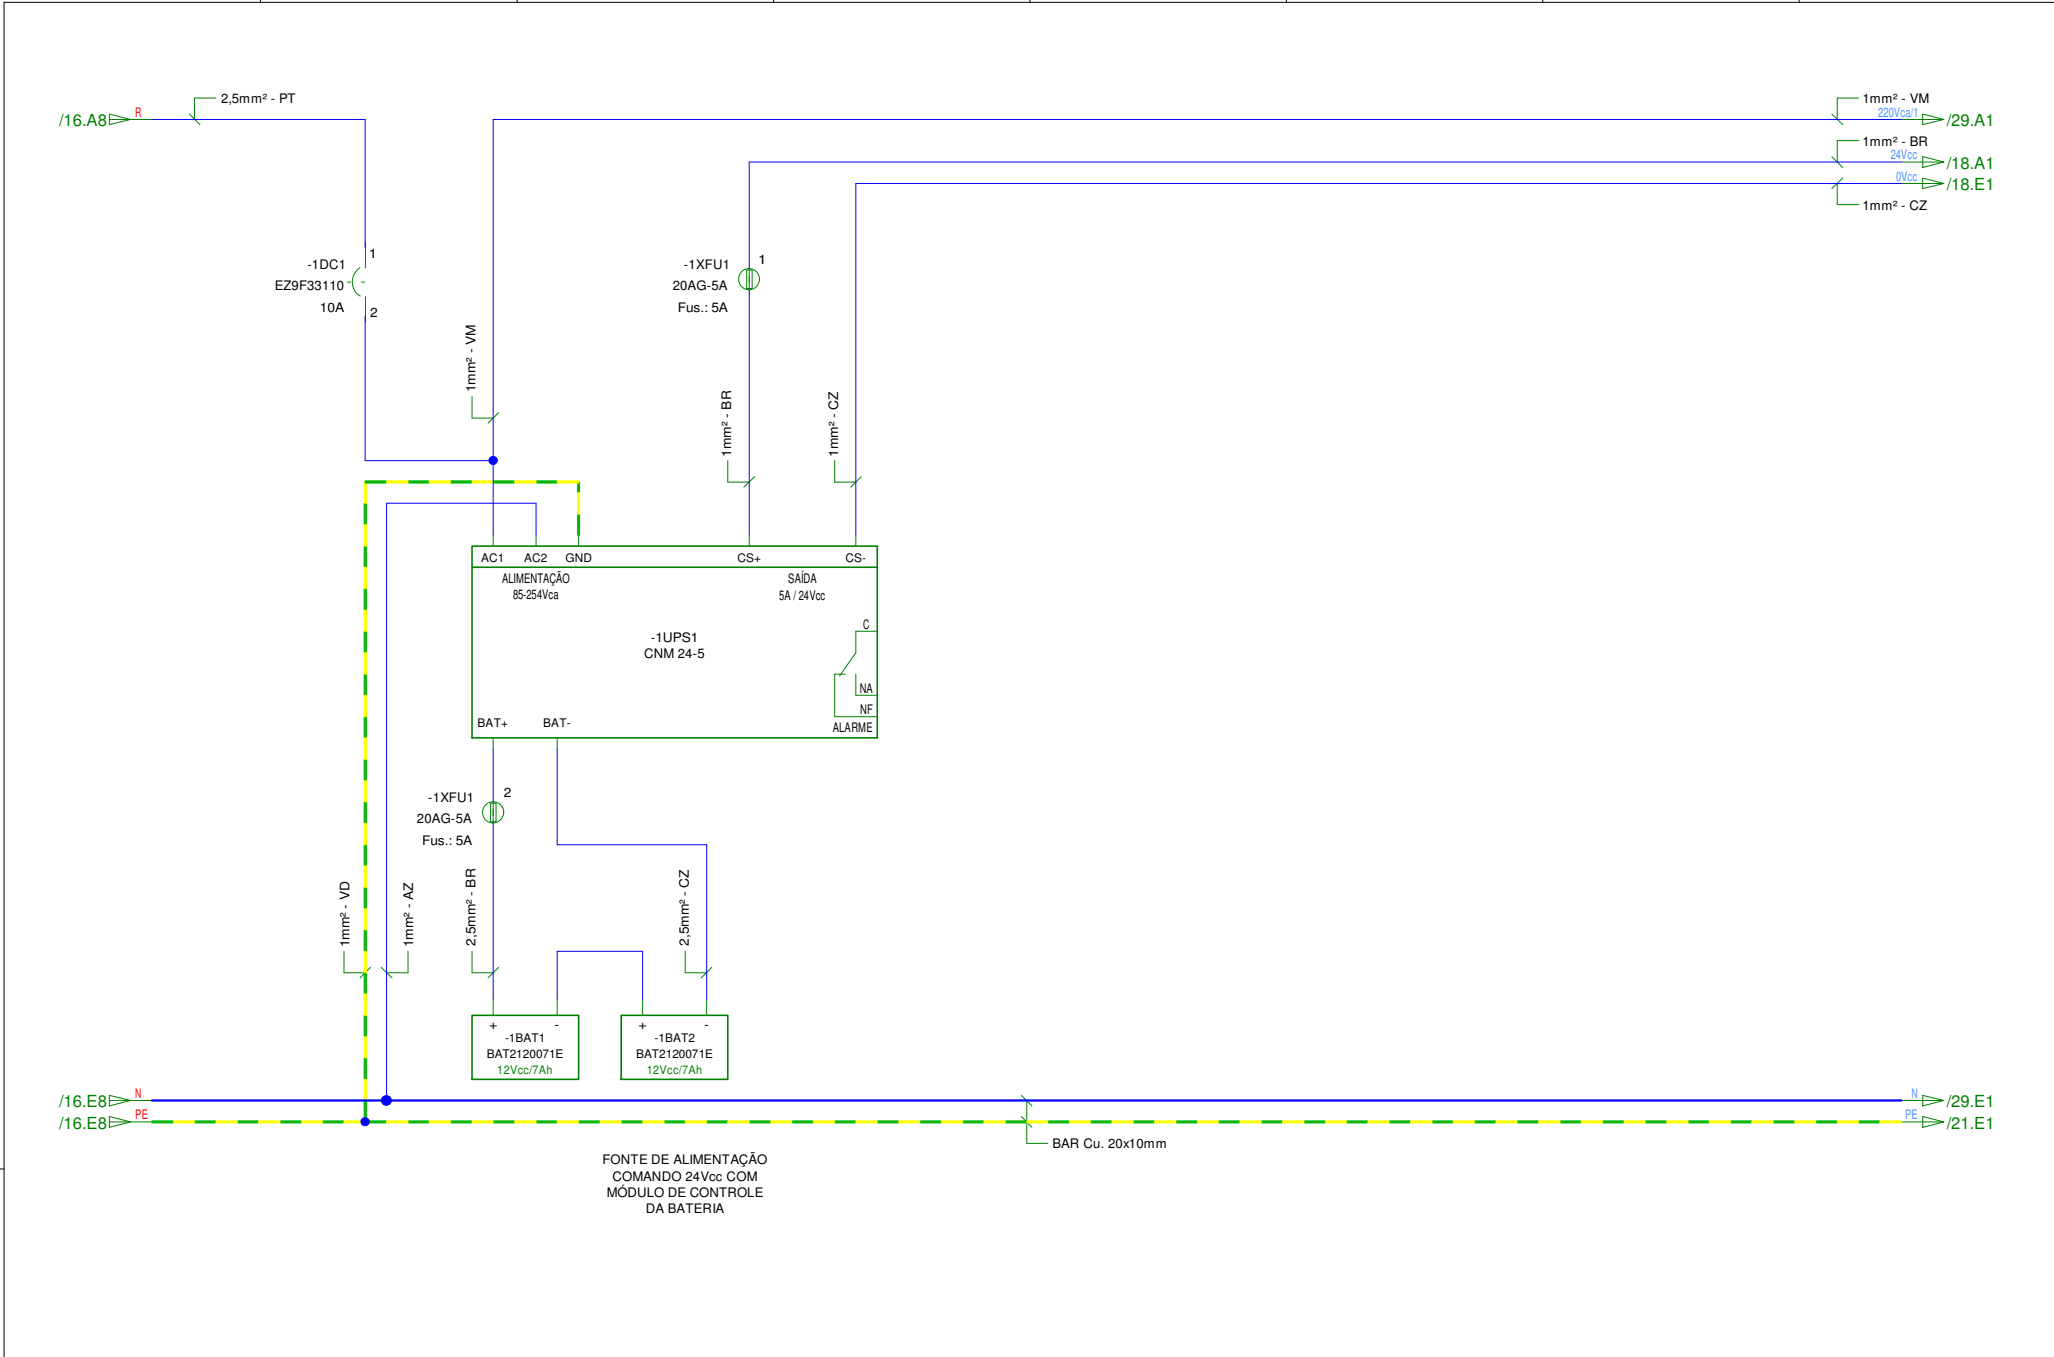 2,5mm² - PT
1mm² - VM
/16.A8
R
220Vca/1
/29.A1
1mm² - BR
24Vcc
/18.A1
0Vcc
/18.E1
1mm² - CZ
1
-1DC1
EZ9F33110
10A
2
-1XFU1
1
20AG-5A
Fus.: 5A
1mm² - VM
1mm² - BR
1mm² - CZ
AC1
AC2
GND
CS+
CS-
ALIMENTAÇÃO
85-254Vca
SAÍDA
5A / 24Vcc
-1UPS1
CNM 24-5
C
NA
NF
ALARME
BAT+
BAT-
-1XFU1
2
20AG-5A
Fus.: 5A
1mm² - VD
1mm² - AZ
2,5mm² - BR
2,5mm² - CZ
+
-
-1BAT1
BAT2120071E
12Vcc/7Ah
+
-
-1BAT2
BAT2120071E
12Vcc/7Ah
/16.E8
N
N
/29.E1
/16.E8
PE
PE
/21.E1
BAR Cu. 20x10mm
FONTE DE ALIMENTAÇÃO
COMANDO 24Vcc COM
MÓDULO DE CONTROLE
DA BATERIA